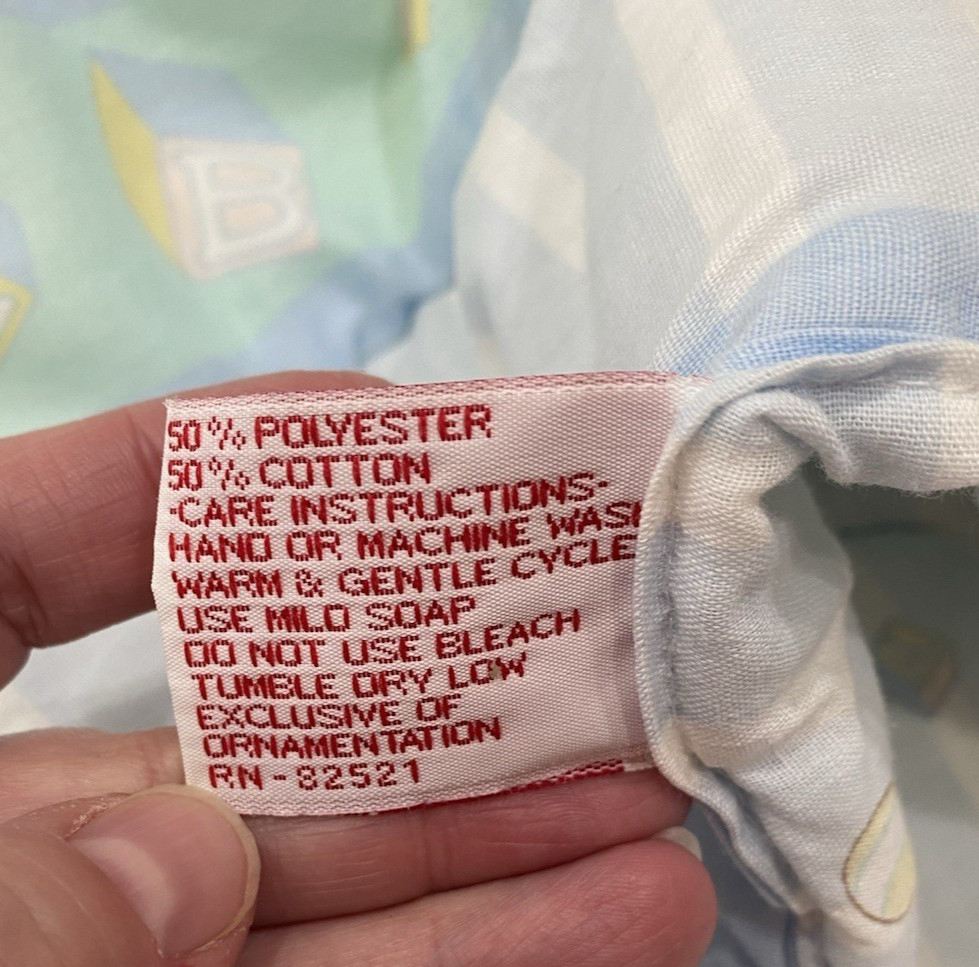 B
50% POLYESTER
50% COTTON
-CARE INSTRUCTIONS-
HAND OR MACHINE WASH
WARM & GENTLE CYCLE
USE MILD SOAP
DO NOT USE BLEACH
TUMBLE DRY LOW
EXCLUSIVE OF
ORNAMENTATION
RN-82521